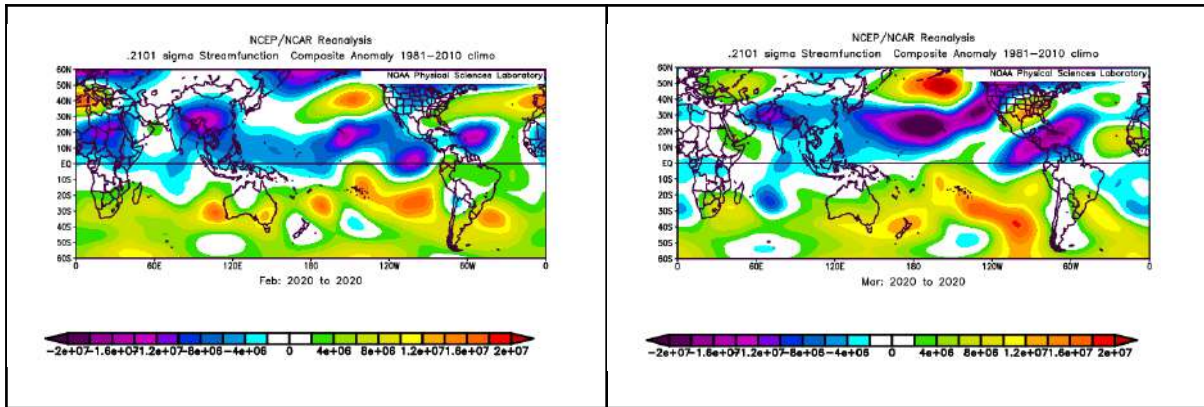 NCEP/NCAR Reanalysis
.2101 sigma Streamfunction Composite Anomaly 1981-2010 climo
NOAA Physical Sciences Laboratory
60N
50N
40N
30N
20N
10N
EQ
10S
20S
30S
40S
50S
60S
0 60E 120E 180 120W 60W 0
Feb: 2020 to 2020
-2e+07 -1.6e+07 -1.2e+07 -8e+06 -4e+06 0 4e+06 8e+06 1.2e+07 1.6e+07 2e+07
NCEP/NCAR Reanalysis
.2101 sigma Streamfunction Composite Anomaly 1981-2010 climo
NOAA Physical Sciences Laboratory
60N
50N
40N
30N
20N
10N
EQ
10S
20S
30S
40S
50S
60S
0 60E 120E 180 120W 60W 0
Mar: 2020 to 2020
-2e+07 -1.6e+07 -1.2e+07 -8e+06 -4e+06 0 4e+06 8e+06 1.2e+07 1.6e+07 2e+07